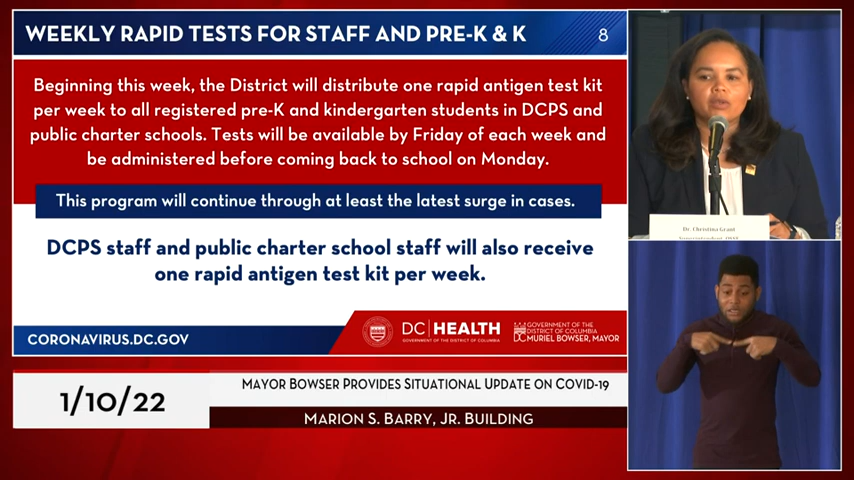 WEEKLY RAPID TESTS FOR STAFF AND PRE-K & K
8
Beginning this week, the District will distribute one rapid antigen test kit
per week to all registered pre-K and kindergarten students in DCPS and
public charter schools. Tests will be available by Friday of each week and
be administered before coming back to school on Monday.
This program will continue through at least the latest surge in cases.
DCPS staff and public charter school staff will also receive
one rapid antigen test kit per week.
CORONAVIRUS.DC.GOV
DC HEALTH
GOVERNMENT OF THE DISTRICT OF COLUMBIA
GOVERNMENT OF THE
DISTRICT OF COLUMBIA
DC MURIEL BOWSER, MAYOR
1/10/22
MAYOR BOWSER PROVIDES SITUATIONAL UPDATE ON COVID-19
MARION S. BARRY, JR. BUILDING
Dr. Christina Grant
Superintendent, OSSE